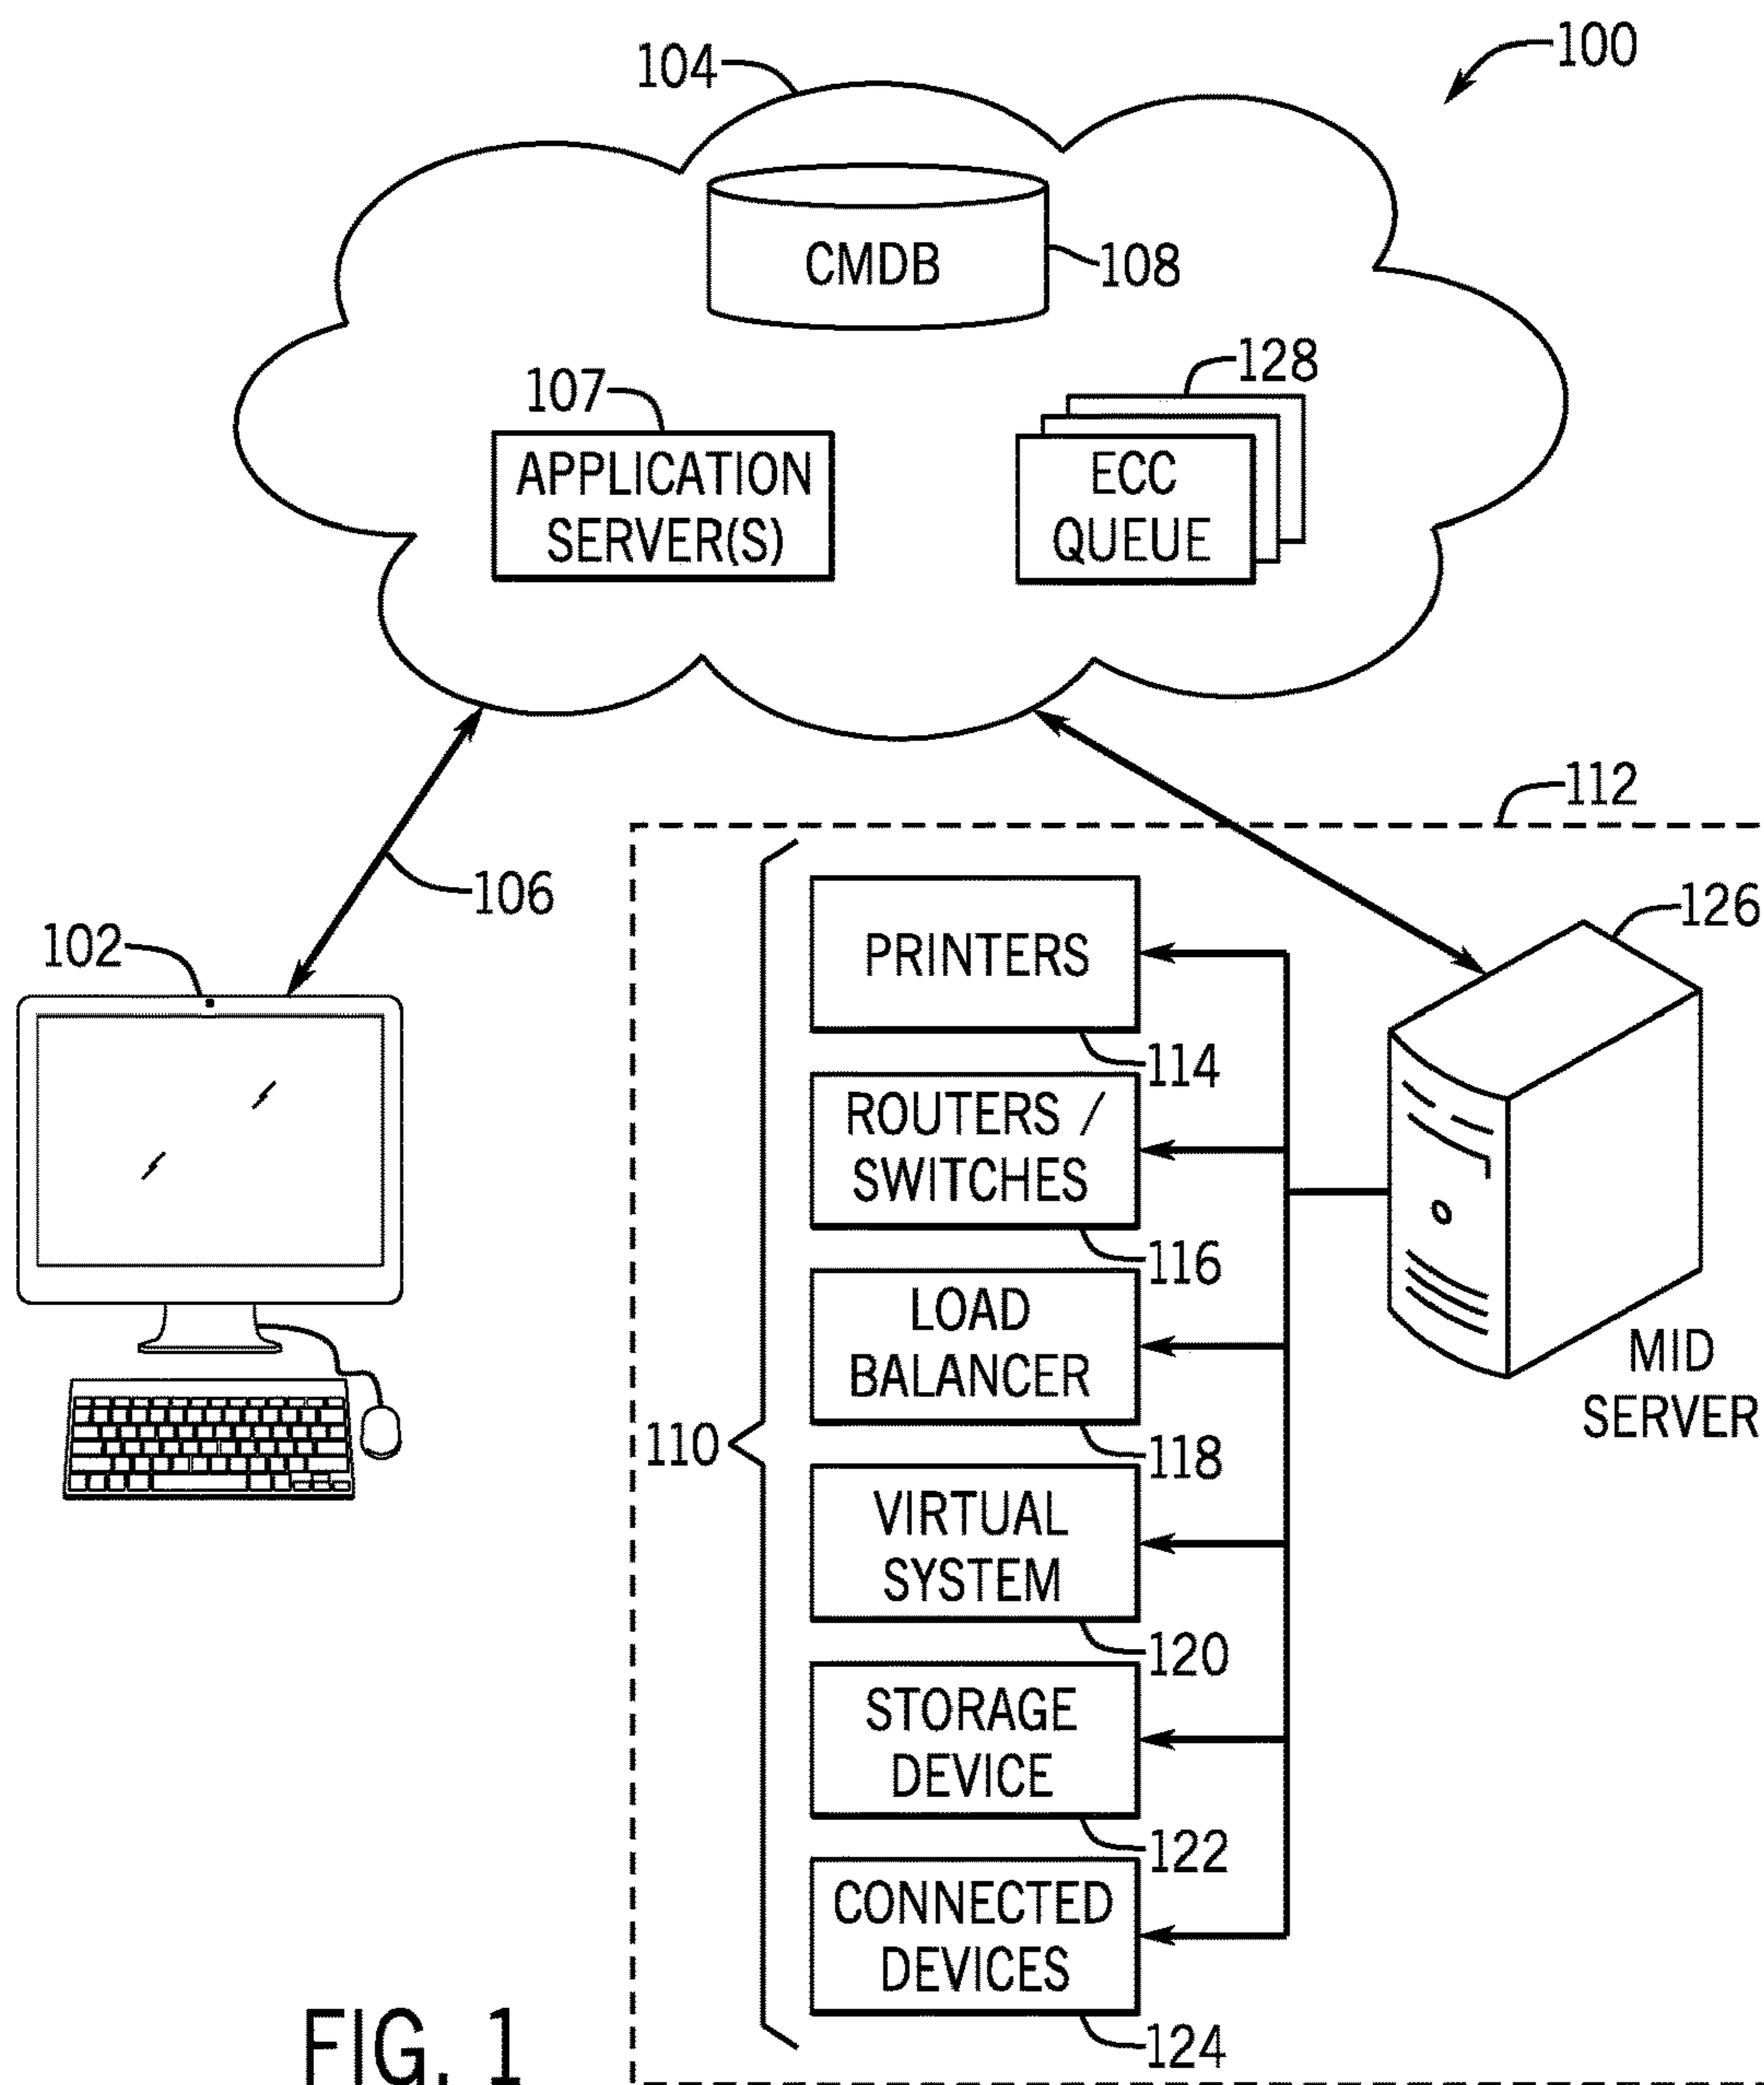 100
104
CMDB
108
107
128
APPLICATION
SERVER(S)
ECC
QUEUE
112
106
126
102
PRINTERS
114
ROUTERS /
SWITCHES
116
LOAD
BALANCER
118
MID
SERVER
110
VIRTUAL
SYSTEM
120
STORAGE
DEVICE
122
CONNECTED
DEVICES
124
FIG. 1